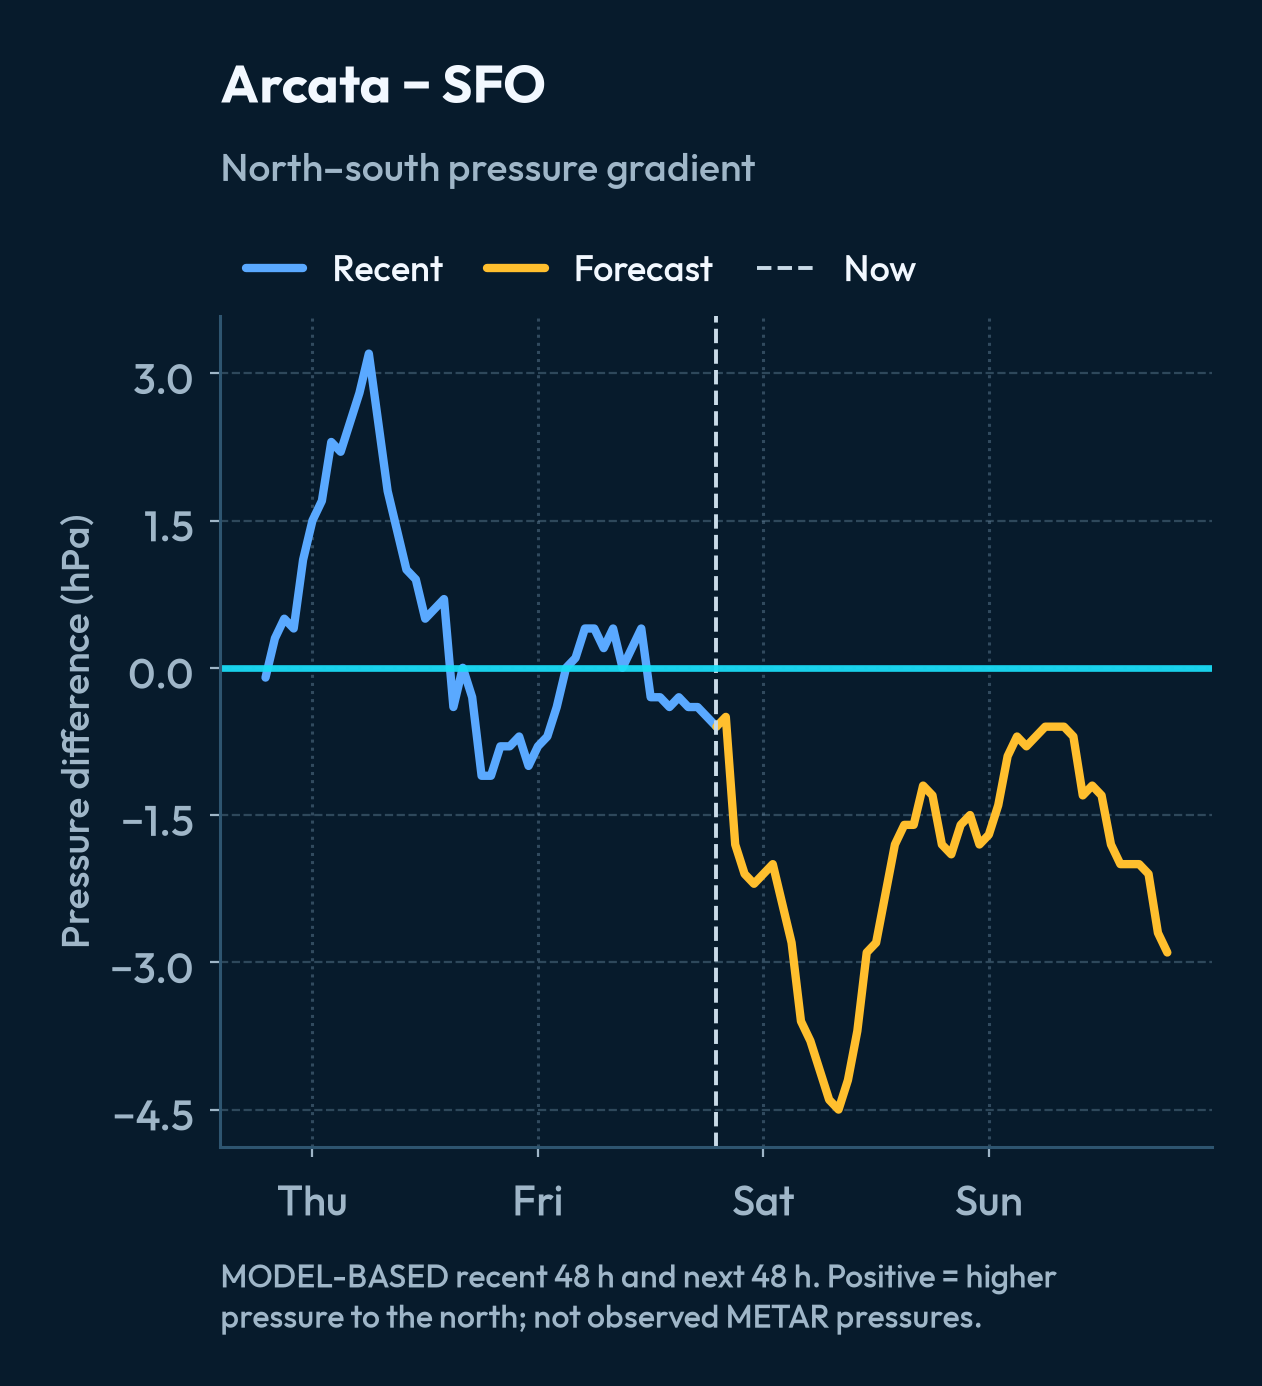 Arcata – SFO
North–south pressure gradient
Recent
Forecast
Now
3.0
1.5
0.0
−1.5
−3.0
−4.5
Pressure difference (hPa)
Thu
Fri
Sat
Sun
MODEL-BASED recent 48 h and next 48 h. Positive = higher
pressure to the north; not observed METAR pressures.